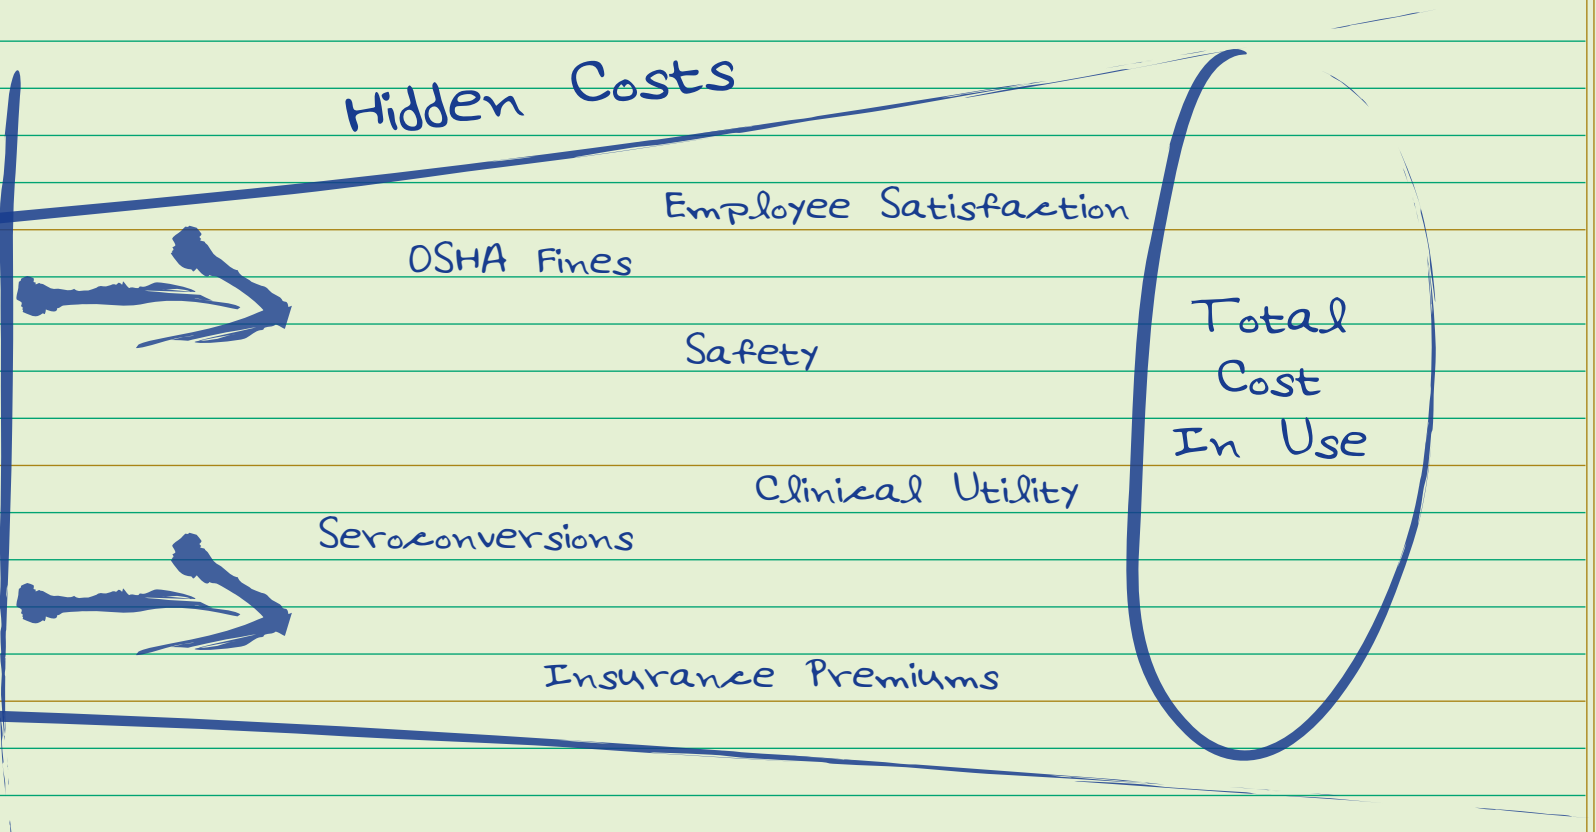 Hidden Costs
Employee Satisfaction
OSHA Fines
Safety
Total
Cost
In Use
Clinical Utility
Seroconversions
Insurance Premiums